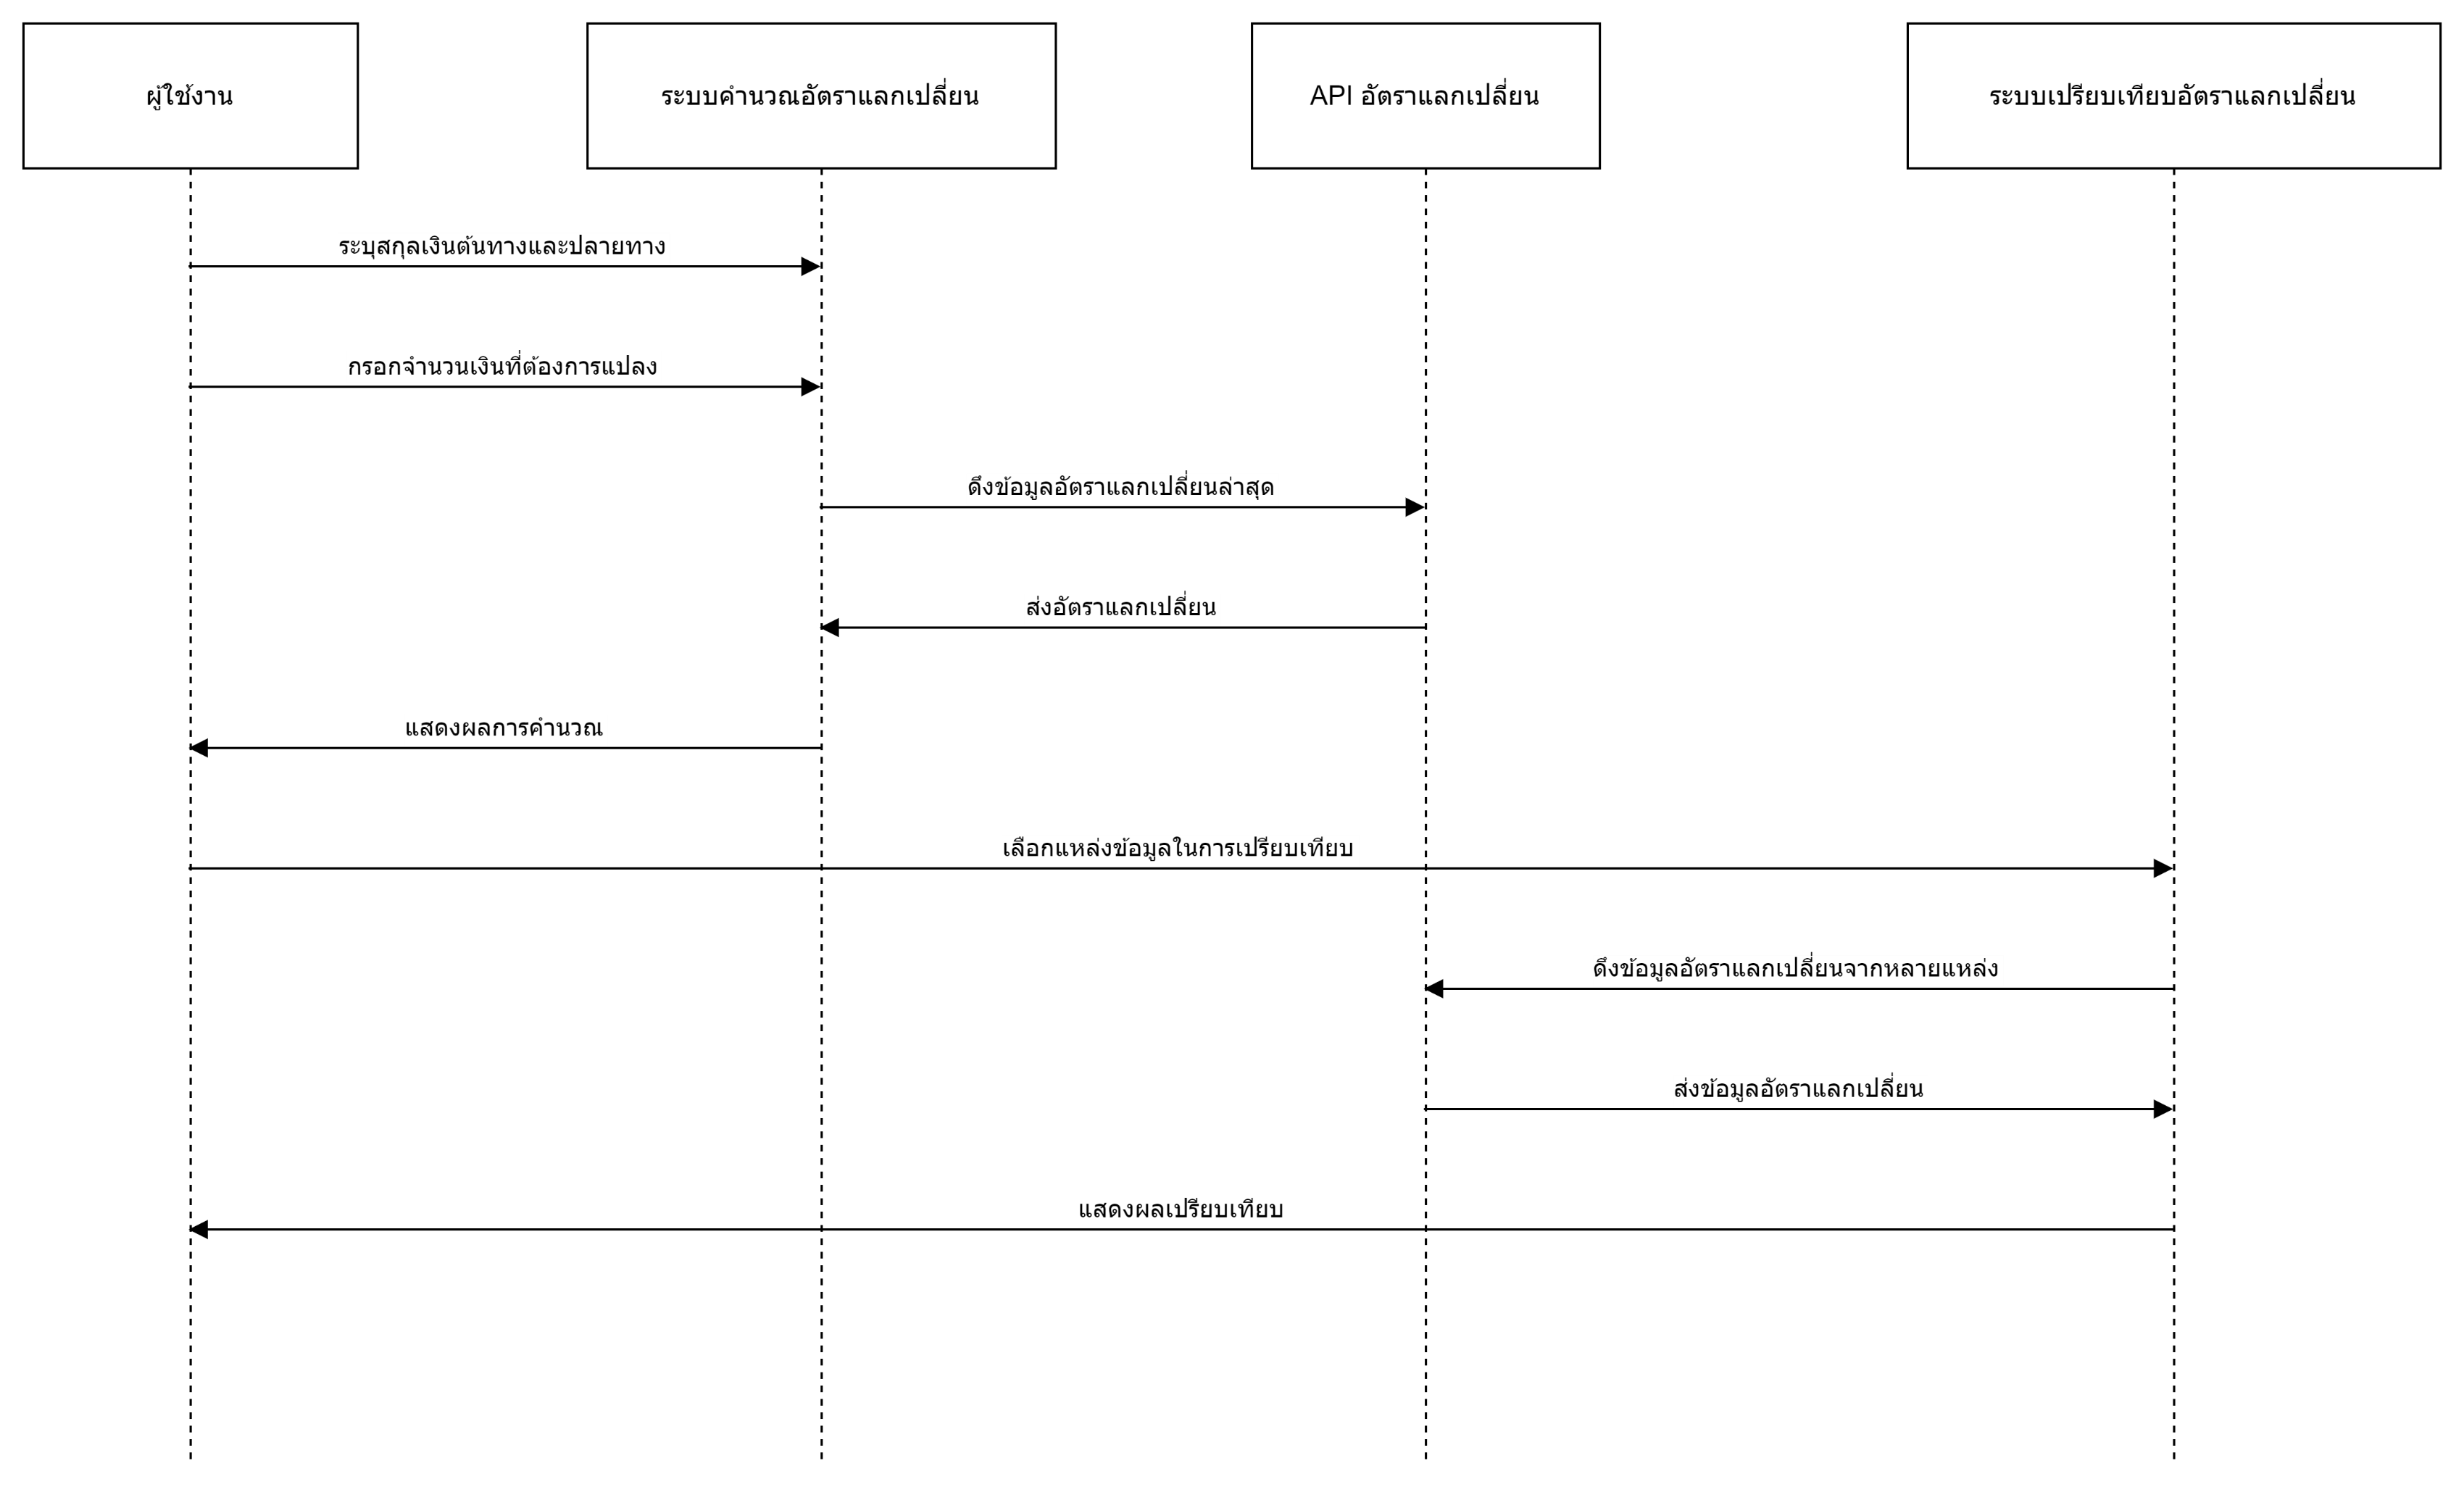 ผู้ใช้งาน
ระบบคำนวณอัตราแลกเปลี่ยน
API อัตราแลกเปลี่ยน
ระบบเปรียบเทียบอัตราแลกเปลี่ยน
ระบุสกุลเงินต้นทางและปลายทาง
กรอกจำนวนเงินที่ต้องการแปลง
ดึงข้อมูลอัตราแลกเปลี่ยนล่าสุด
ส่งอัตราแลกเปลี่ยน
แสดงผลการคำนวณ
เลือกแหล่งข้อมูลในการเปรียบเทียบ
ดึงข้อมูลอัตราแลกเปลี่ยนจากหลายแหล่ง
ส่งข้อมูลอัตราแลกเปลี่ยน
แสดงผลเปรียบเทียบ